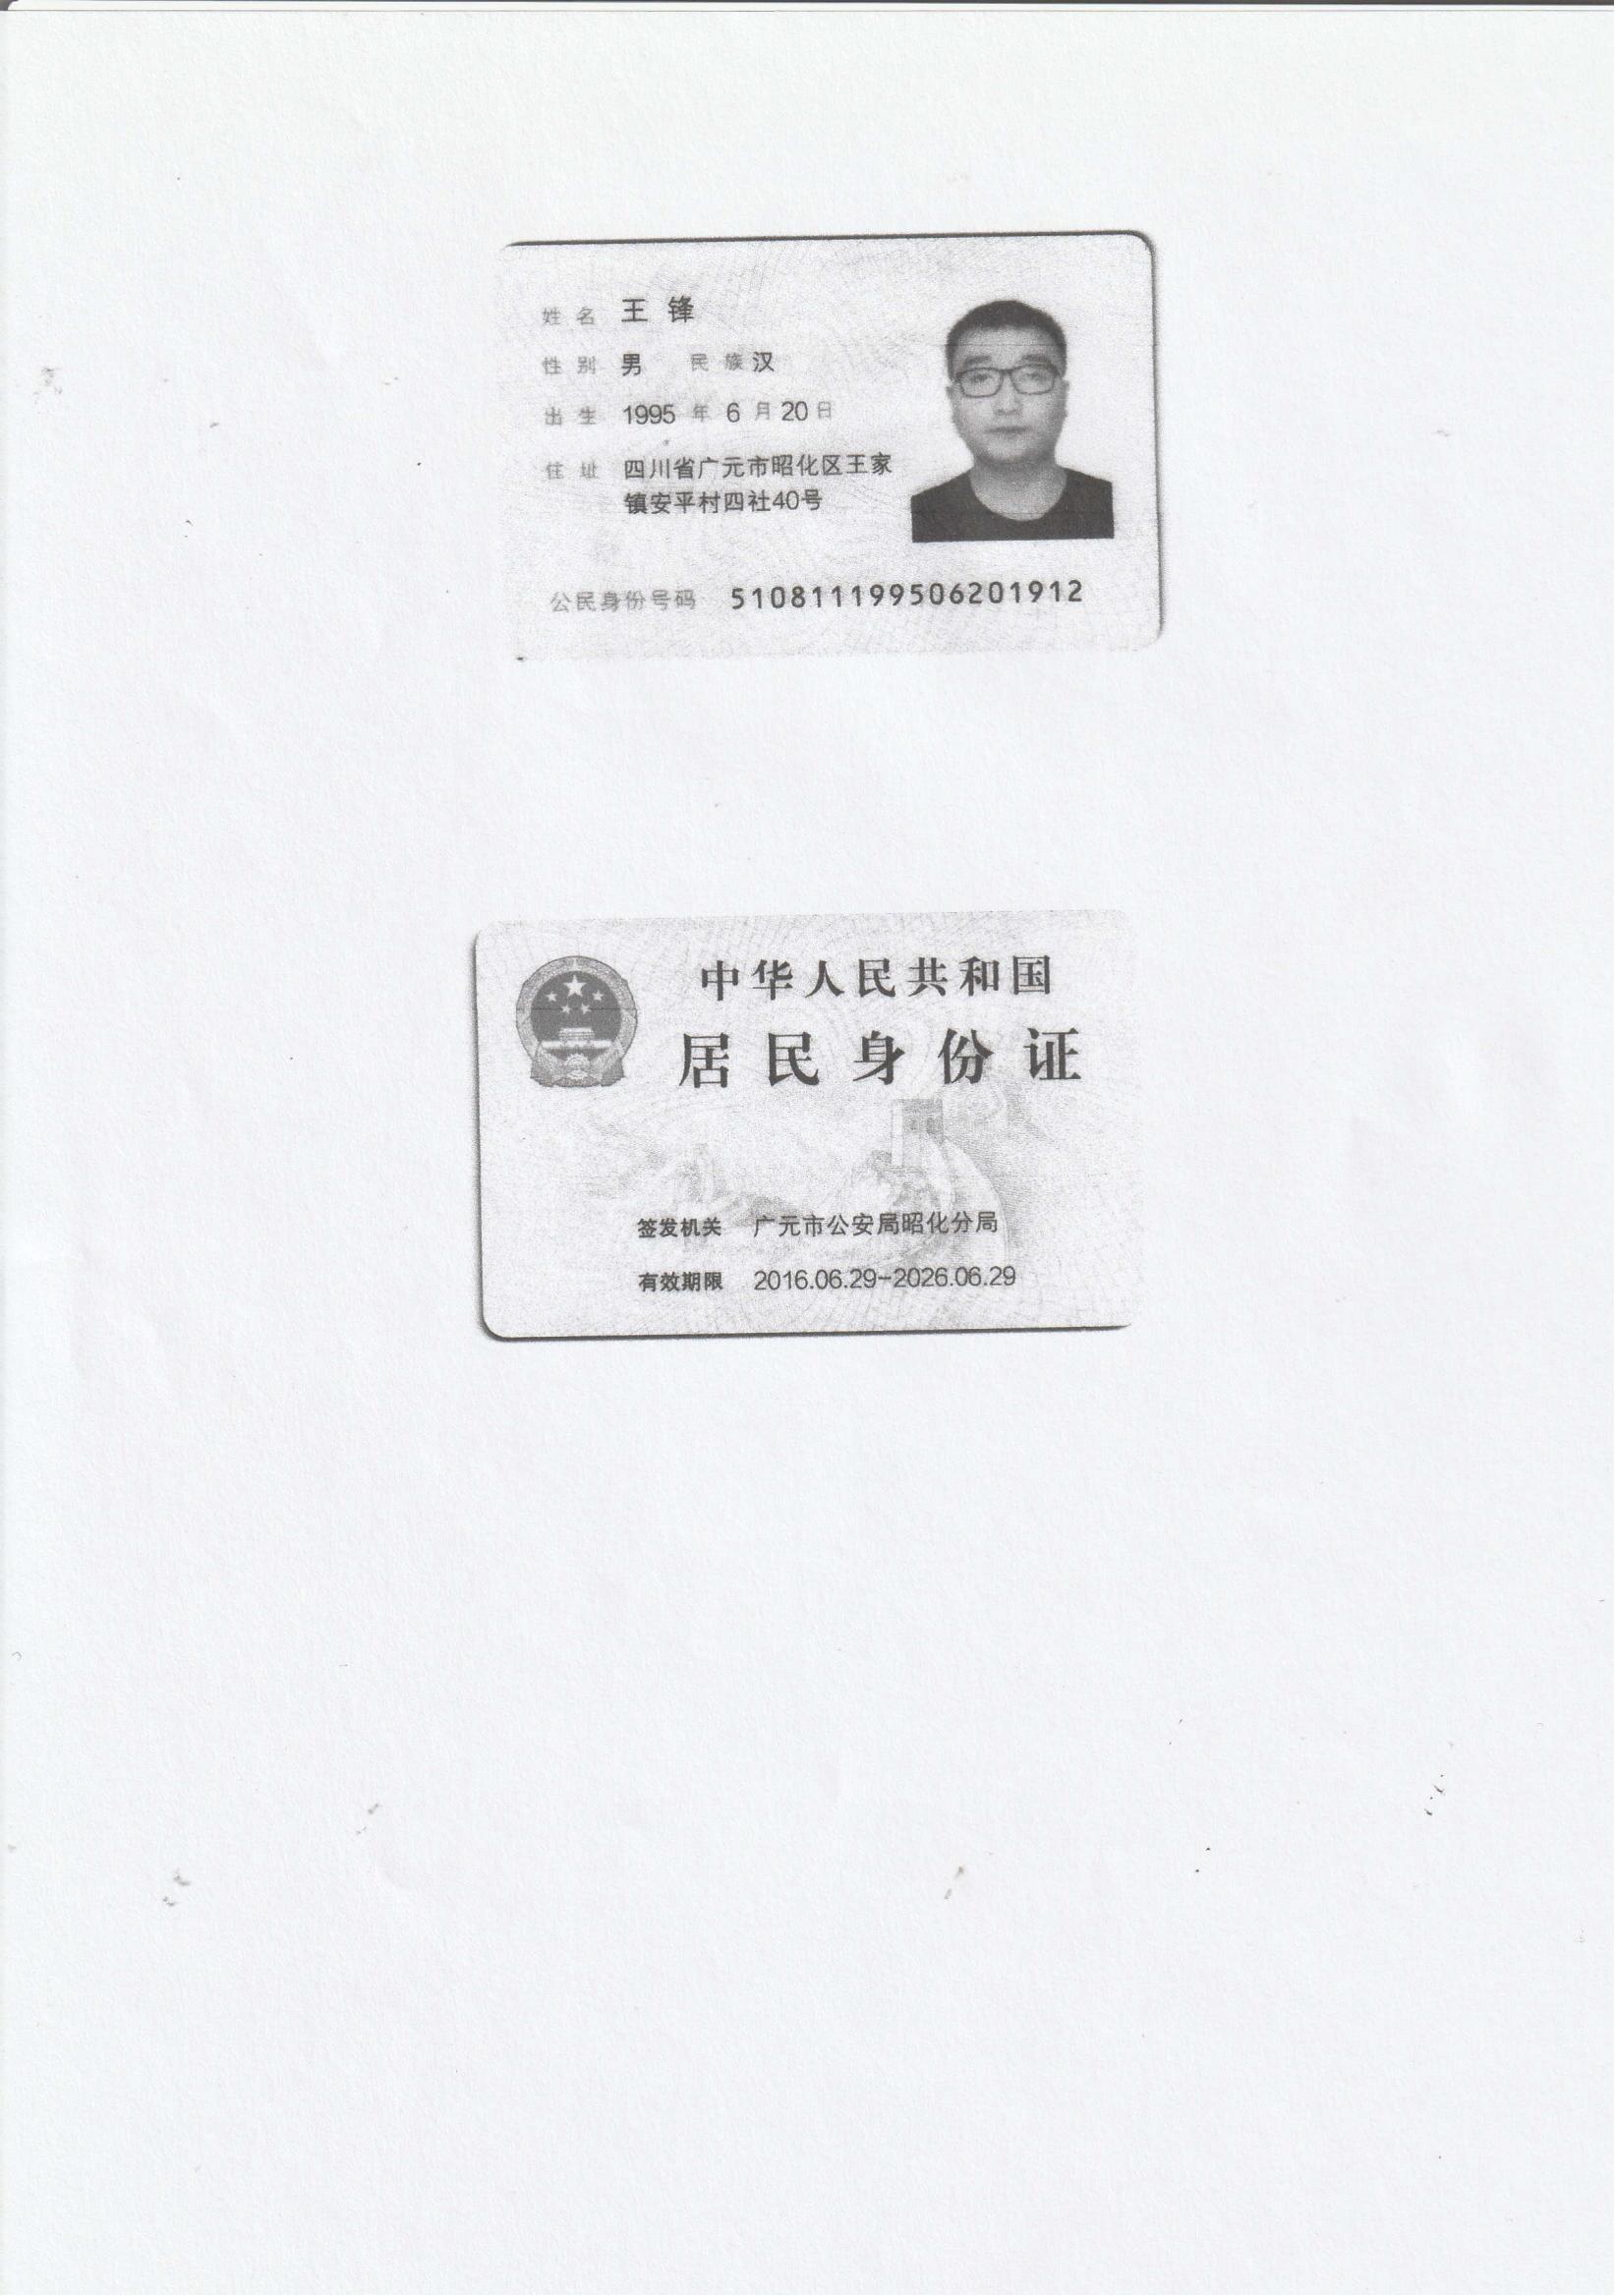 姓名 王锋
性别 男 民族 汉
出生 1995 年 6 月 20 日
住址 四川省广元市昭化区王家
镇安平村四社40号
公民身份号码 510811199506201912
中华人民共和国
居民身份证
签发机关 广元市公安局昭化分局
有效期限 2016.06.29-2026.06.29